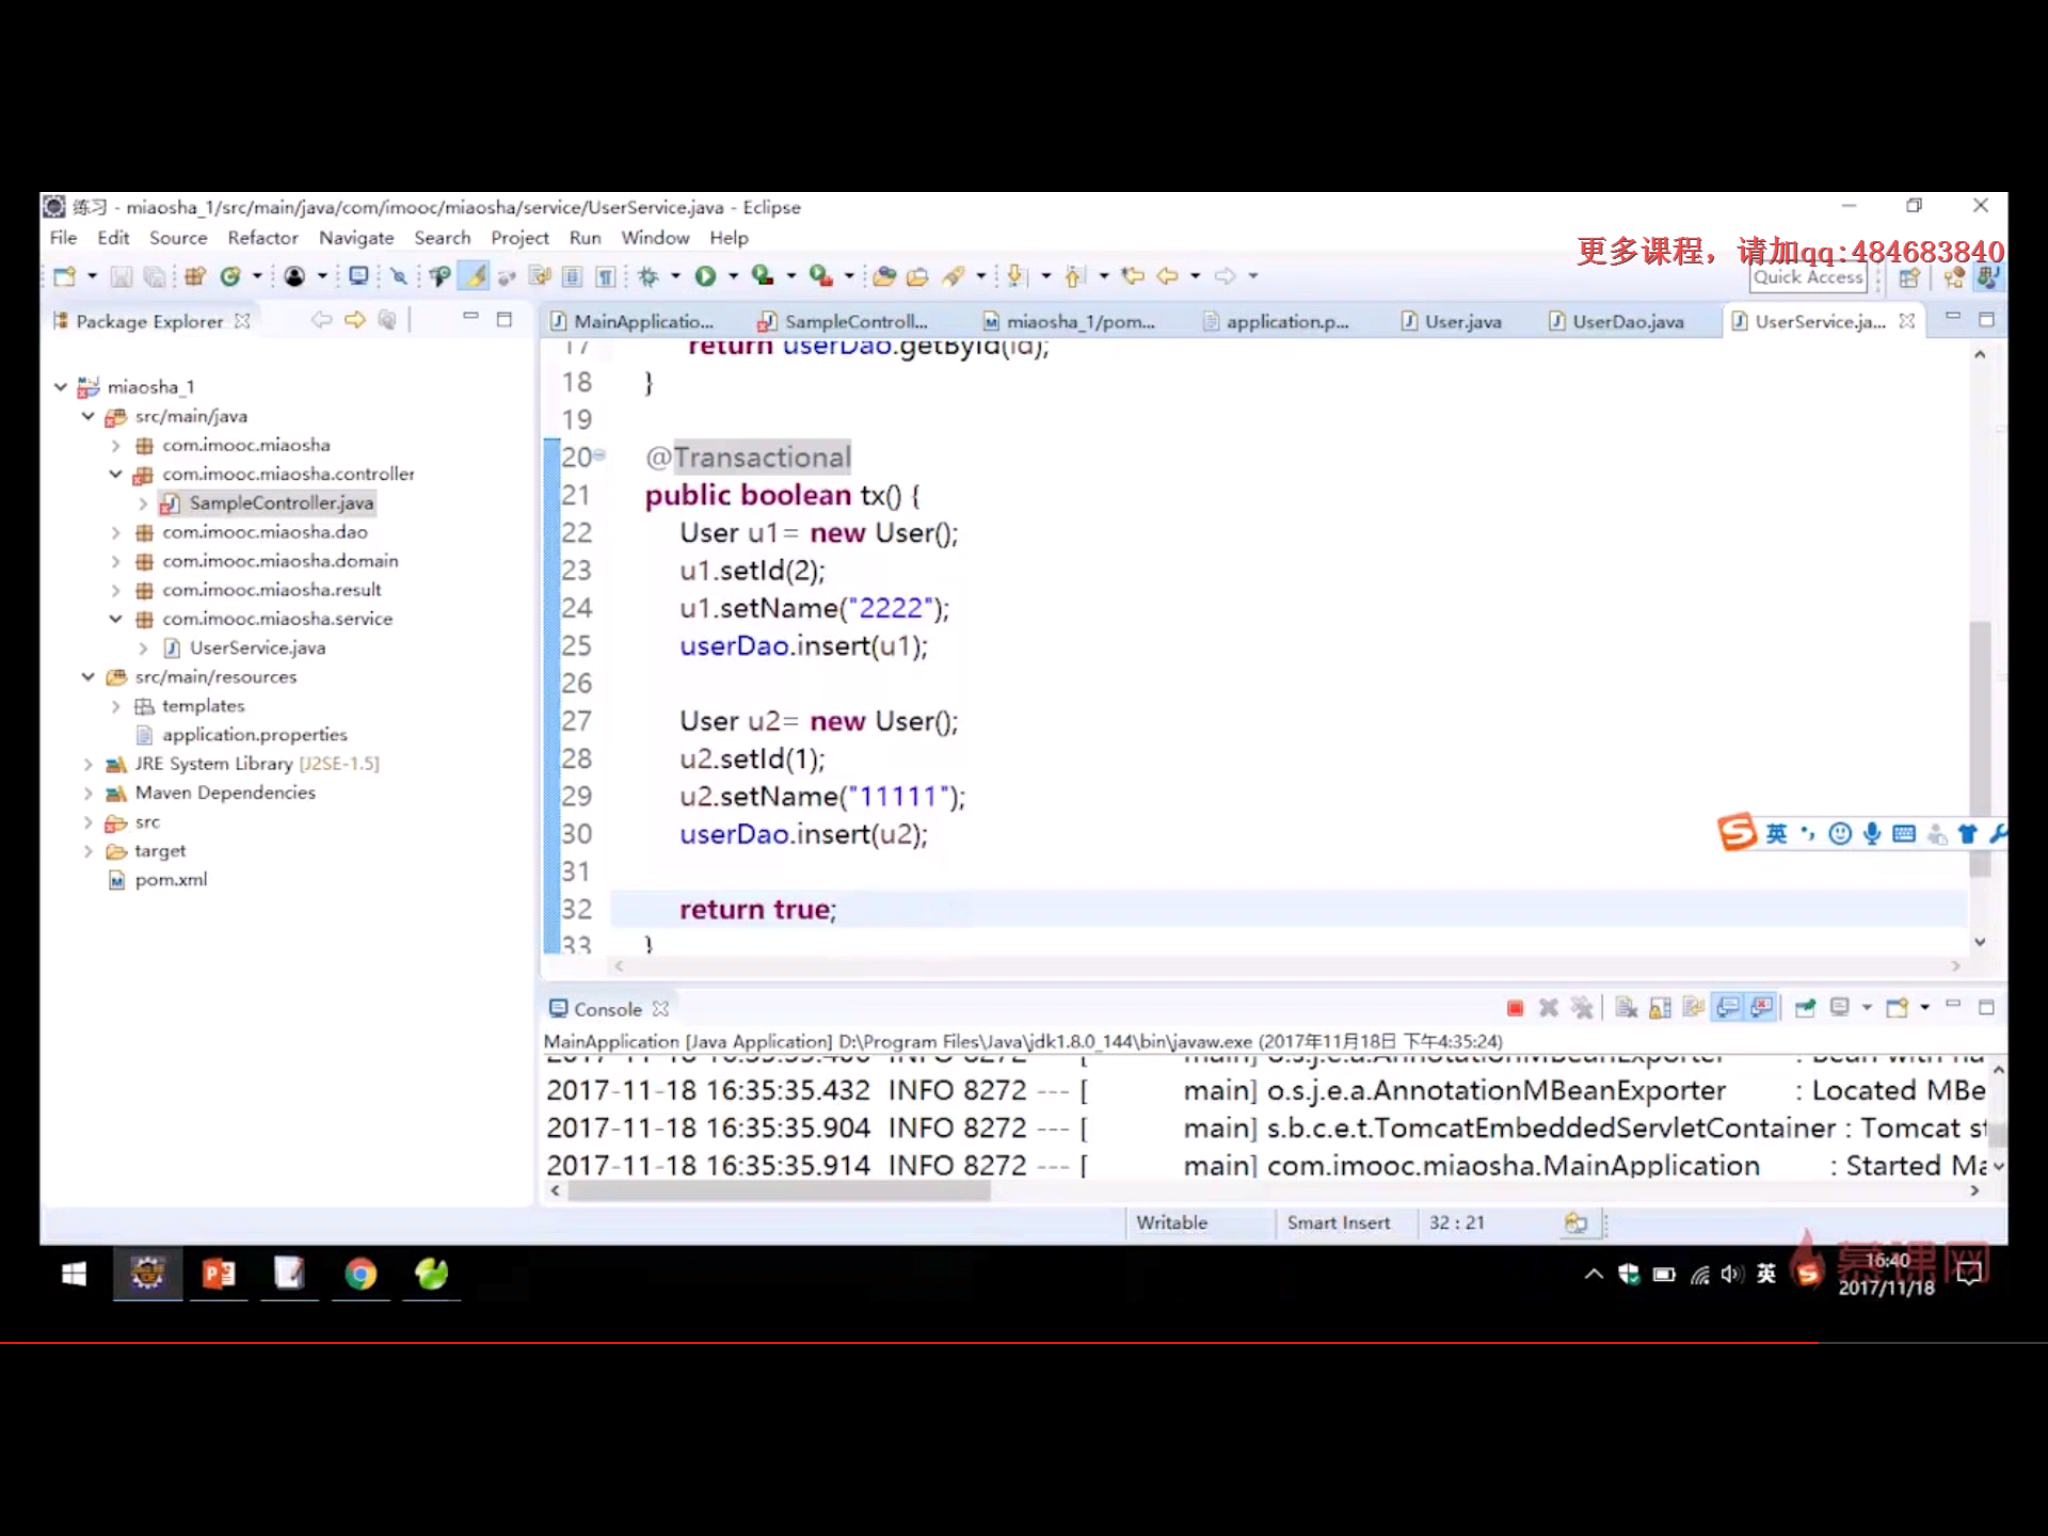 练习 - miaosha_1/src/main/java/com/imooc/miaosha/service/UserService.java - Eclipse
File Edit Source Refactor Navigate Search Project Run Window Help
更多课程，请加qq:484683840
Quick Access
Package Explorer
MainApplicatio... SampleControll... miaosha_1/pom... application.p... User.java UserDao.java UserService.ja...
miaosha_1
src/main/java
com.imooc.miaosha
com.imooc.miaosha.controller
SampleController.java
com.imooc.miaosha.dao
com.imooc.miaosha.domain
com.imooc.miaosha.result
com.imooc.miaosha.service
UserService.java
src/main/resources
templates
application.properties
JRE System Library [J2SE-1.5]
Maven Dependencies
src
target
pom.xml
17 return userDao.getById(id);
18 }
19
20 @Transactional
21 public boolean tx() {
22 User u1= new User();
23 u1.setId(2);
24 u1.setName("2222");
25 userDao.insert(u1);
26
27 User u2= new User();
28 u2.setId(1);
29 u2.setName("11111");
30 userDao.insert(u2);
31
32 return true;
33 }
英
Console
MainApplication [Java Application] D:\Program Files\Java\jdk1.8.0_144\bin\javaw.exe (2017年11月18日 下午4:35:24)
INFO 8272 --- [ main] o.s.j.e.a.AnnotationMBeanExporter : Bean with na
2017-11-18 16:35:35.432 INFO 8272 --- [ main] o.s.j.e.a.AnnotationMBeanExporter : Located MBe
2017-11-18 16:35:35.904 INFO 8272 --- [ main] s.b.c.e.t.TomcatEmbeddedServletContainer : Tomcat st
2017-11-18 16:35:35.914 INFO 8272 --- [ main] com.imooc.miaosha.MainApplication : Started Ma
Writable Smart Insert 32 : 21
英
慕课网
16:40
2017/11/18